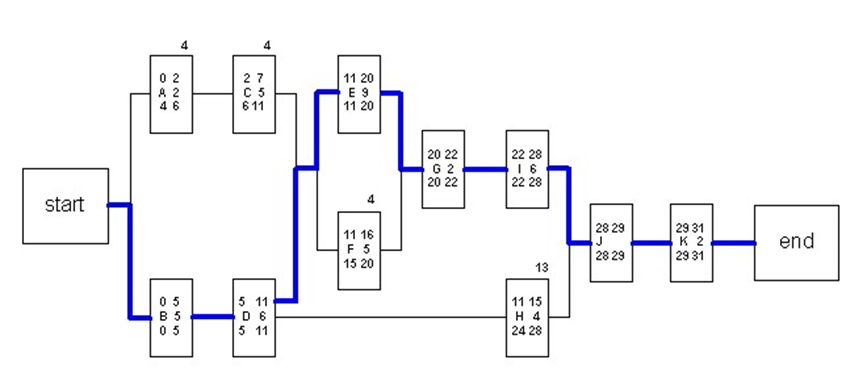 4
0 2
A 2
4 6
4
2 7
C 5
6 11
11 20
E 9
11 20
20 22
G 2
20 22
22 28
I 6
22 28
start
4
11 16
F 5
15 20
28 29
J
28 29
29 31
K 2
29 31
end
0 5
B 5
0 5
5 11
D 6
5 11
13
11 15
H 4
24 28